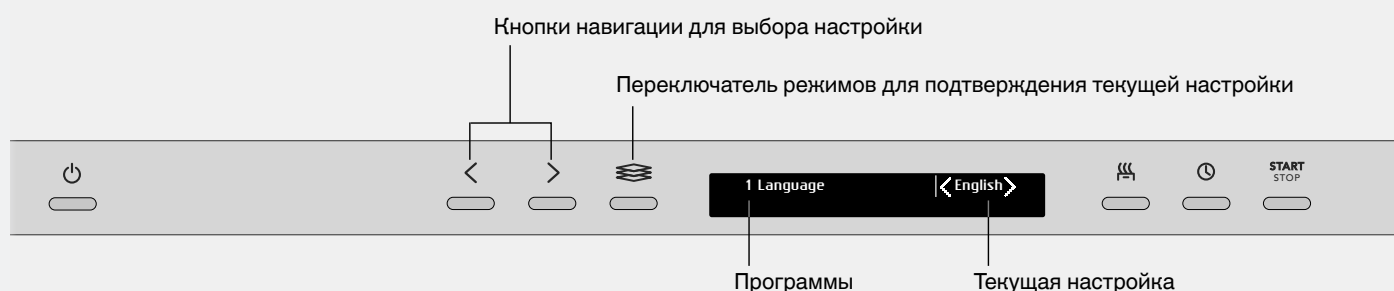 Кнопки навигации для выбора настройки
Переключатель режимов для подтверждения текущей настройки
1 Language
English
START
STOP
Программы
Текущая настройка